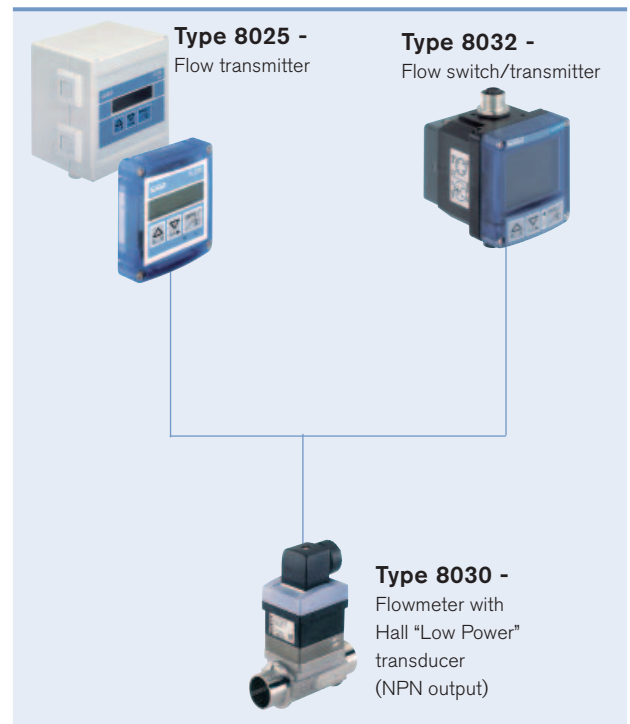 Type 8025 -
Flow transmitter
Type 8032 -
Flow switch/transmitter
Type 8030 -
Flowmeter with
Hall “Low Power”
transducer
(NPN output)